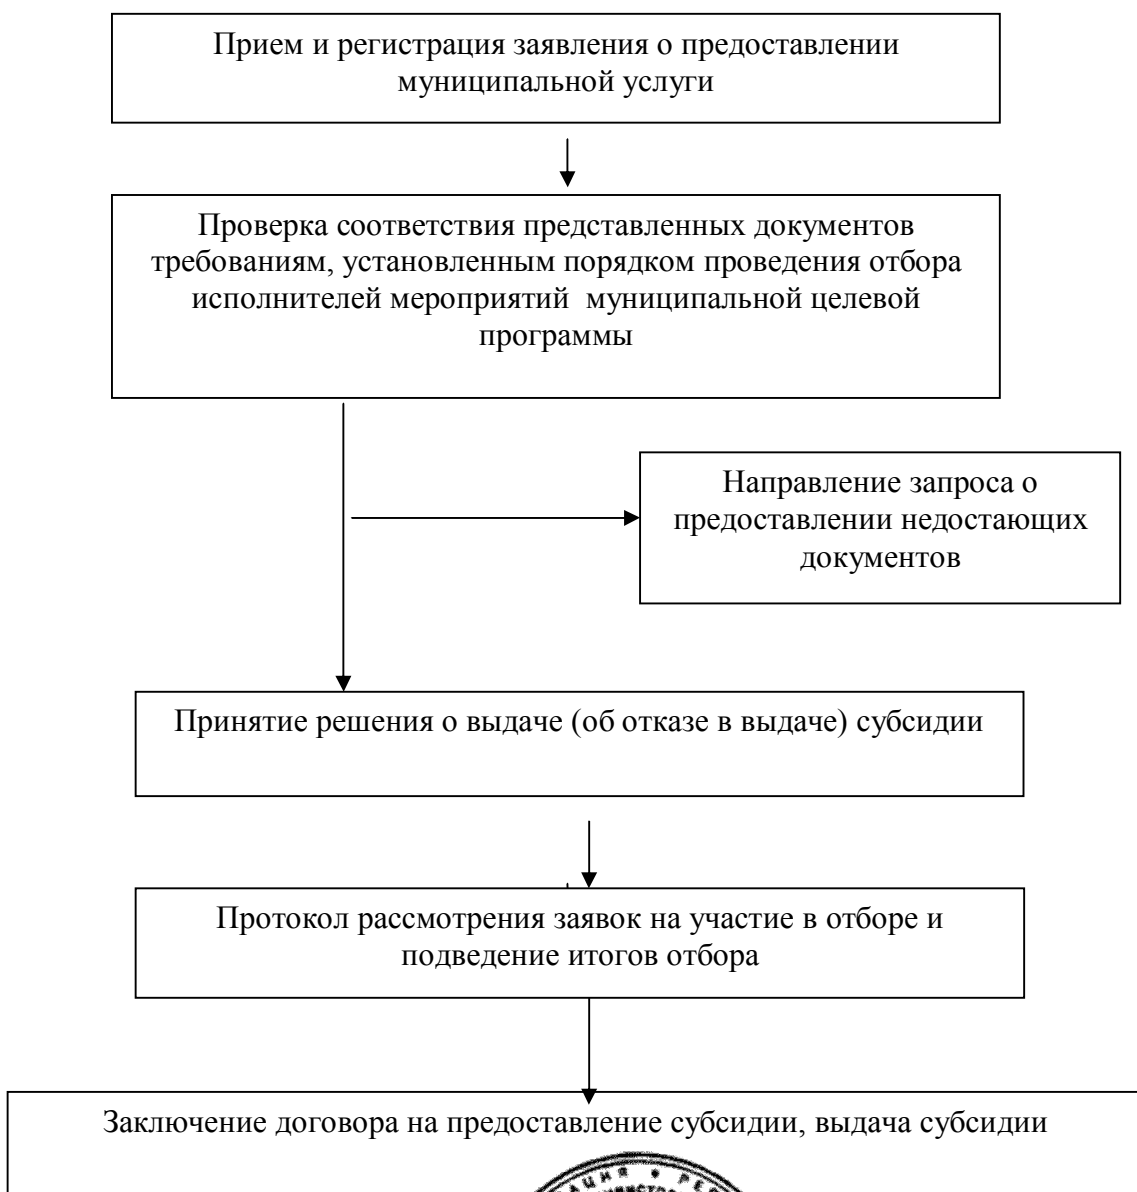 Прием и регистрация заявления о предоставлении
муниципальной услуги
Проверка соответствия представленных документов
требованиям, установленным порядком проведения отбора
исполнителей мероприятий  муниципальной целевой
программы
Направление запроса о
предоставлении недостающих
документов
Принятие решения о выдаче (об отказе в выдаче) субсидии
Протокол рассмотрения заявок на участие в отборе и
подведение итогов отбора
Заключение договора на предоставление субсидии, выдача субсидии